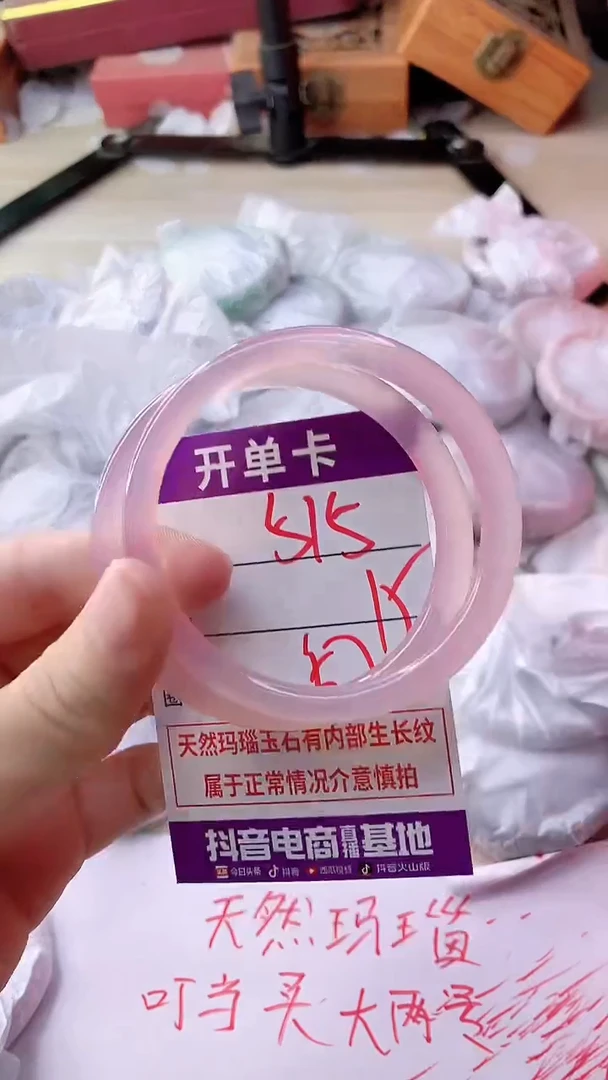 开单卡
515
圈
天然玛瑙玉石有内部生长纹
属于正常情况介意慎拍
抖音电商直播基地
今日头条 抖音 西瓜视频 抖音火山版
天然玛瑙...
叮当买大两号